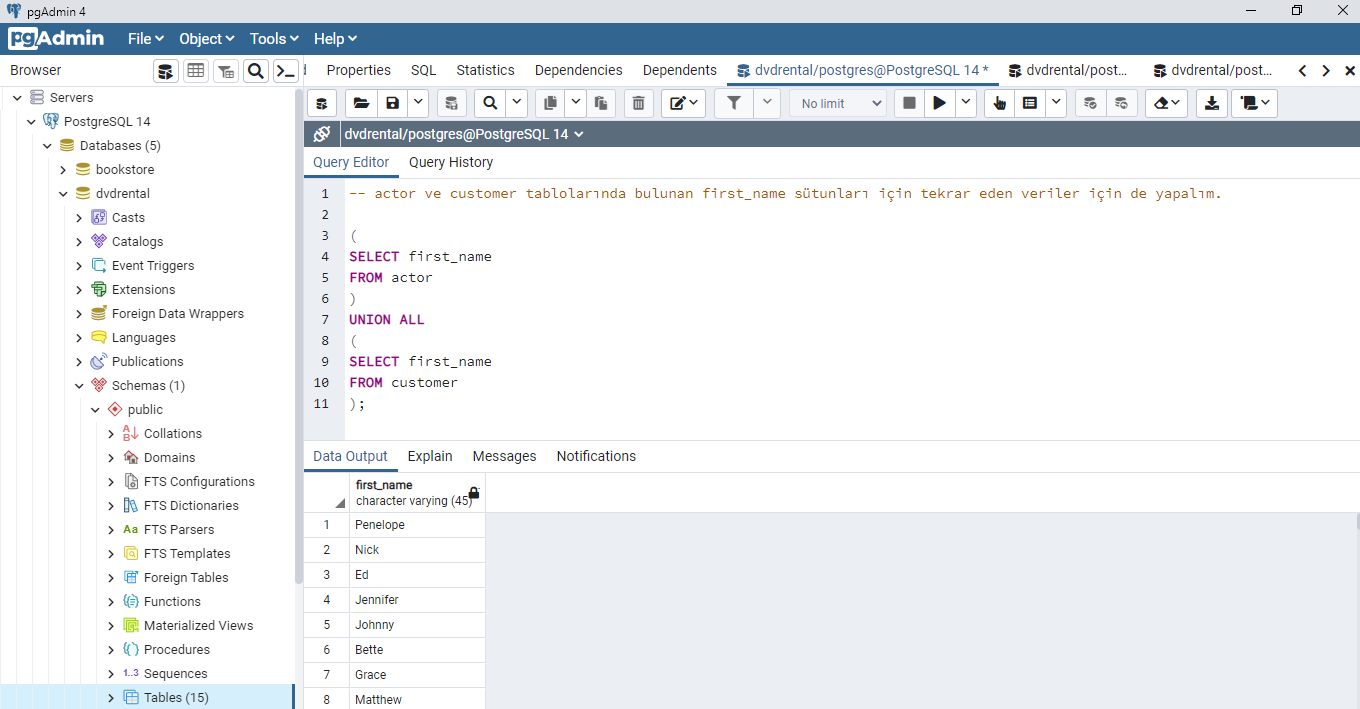 pgAdmin 4
pgAdmin File Object Tools Help
Browser
Properties SQL Statistics Dependencies Dependents dvdrental/postgres@PostgreSQL 14 * dvdrental/post... dvdrental/post...
No limit
dvdrental/postgres@PostgreSQL 14
Query Editor Query History
Servers
PostgreSQL 14
Databases (5)
bookstore
dvdrental
Casts
Catalogs
Event Triggers
Extensions
Foreign Data Wrappers
Languages
Publications
Schemas (1)
public
Collations
Domains
FTS Configurations
FTS Dictionaries
Aa FTS Parsers
FTS Templates
Foreign Tables
Functions
Materialized Views
Procedures
1..3 Sequences
Tables (15)
1 -- actor ve customer tablolarında bulunan first_name sütunları için tekrar eden veriler için de yapalım.
2
3 (
4 SELECT first_name
5 FROM actor
6 )
7 UNION ALL
8 (
9 SELECT first_name
10 FROM customer
11 );
Data Output Explain Messages Notifications
first_name
character varying (45)
1 Penelope
2 Nick
3 Ed
4 Jennifer
5 Johnny
6 Bette
7 Grace
8 Matthew